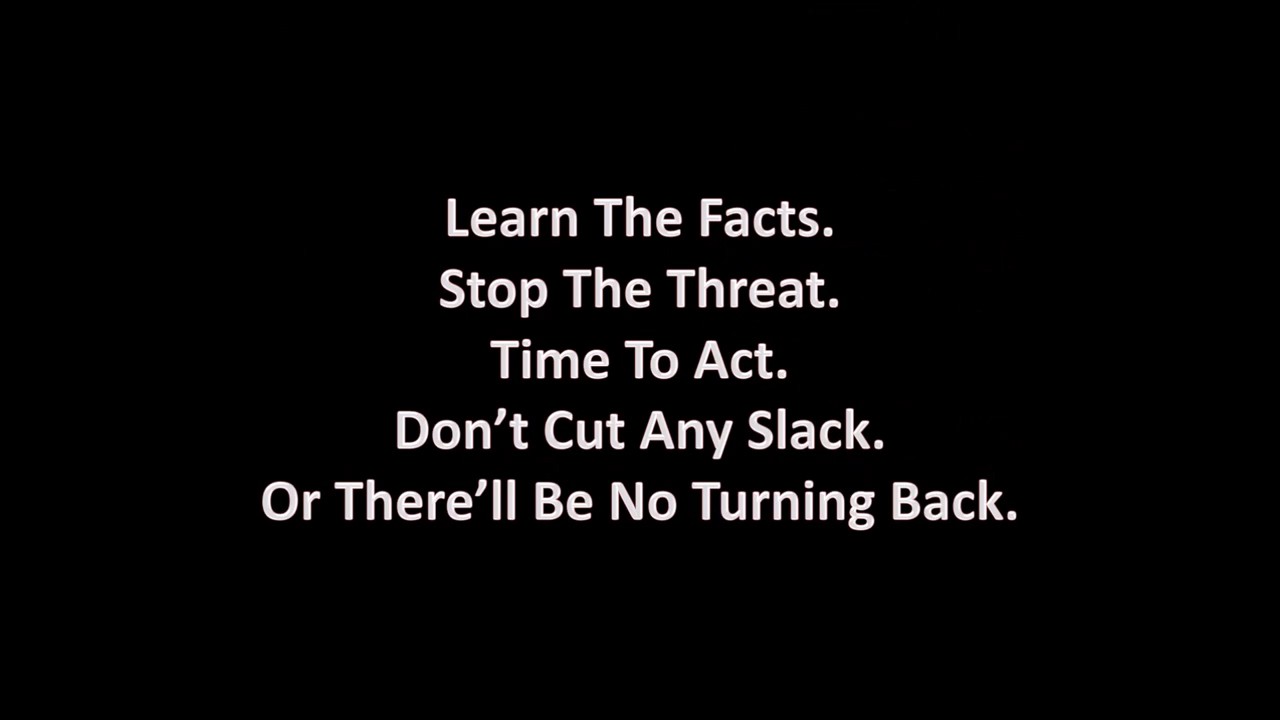 Learn The Facts.
Stop The Threat.
Time To Act.
Don’t Cut Any Slack.
Or There’ll Be No Turning Back.